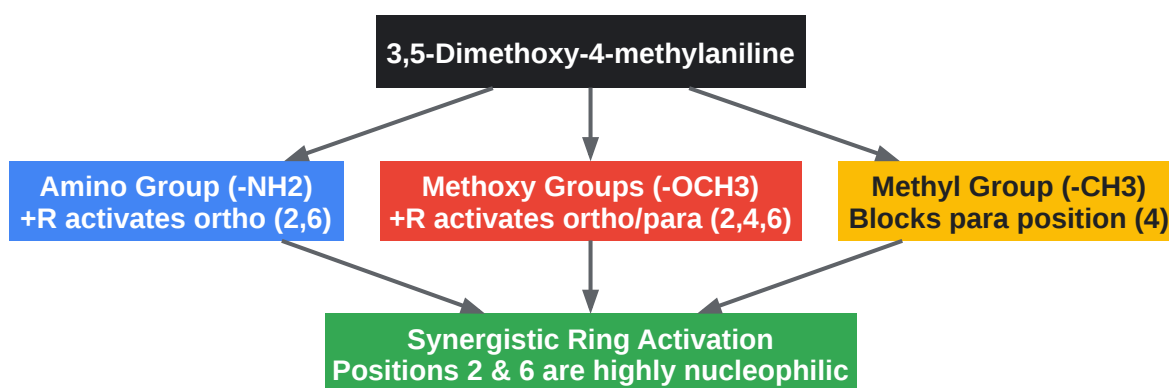 3,5-Dimethoxy-4-methylaniline
Amino Group (-NH2)
+R activates ortho (2,6)
Methoxy Groups (-OCH3)
+R activates ortho/para (2,4,6)
Methyl Group (-CH3)
Blocks para position (4)
Synergistic Ring Activation
Positions 2 & 6 are highly nucleophilic